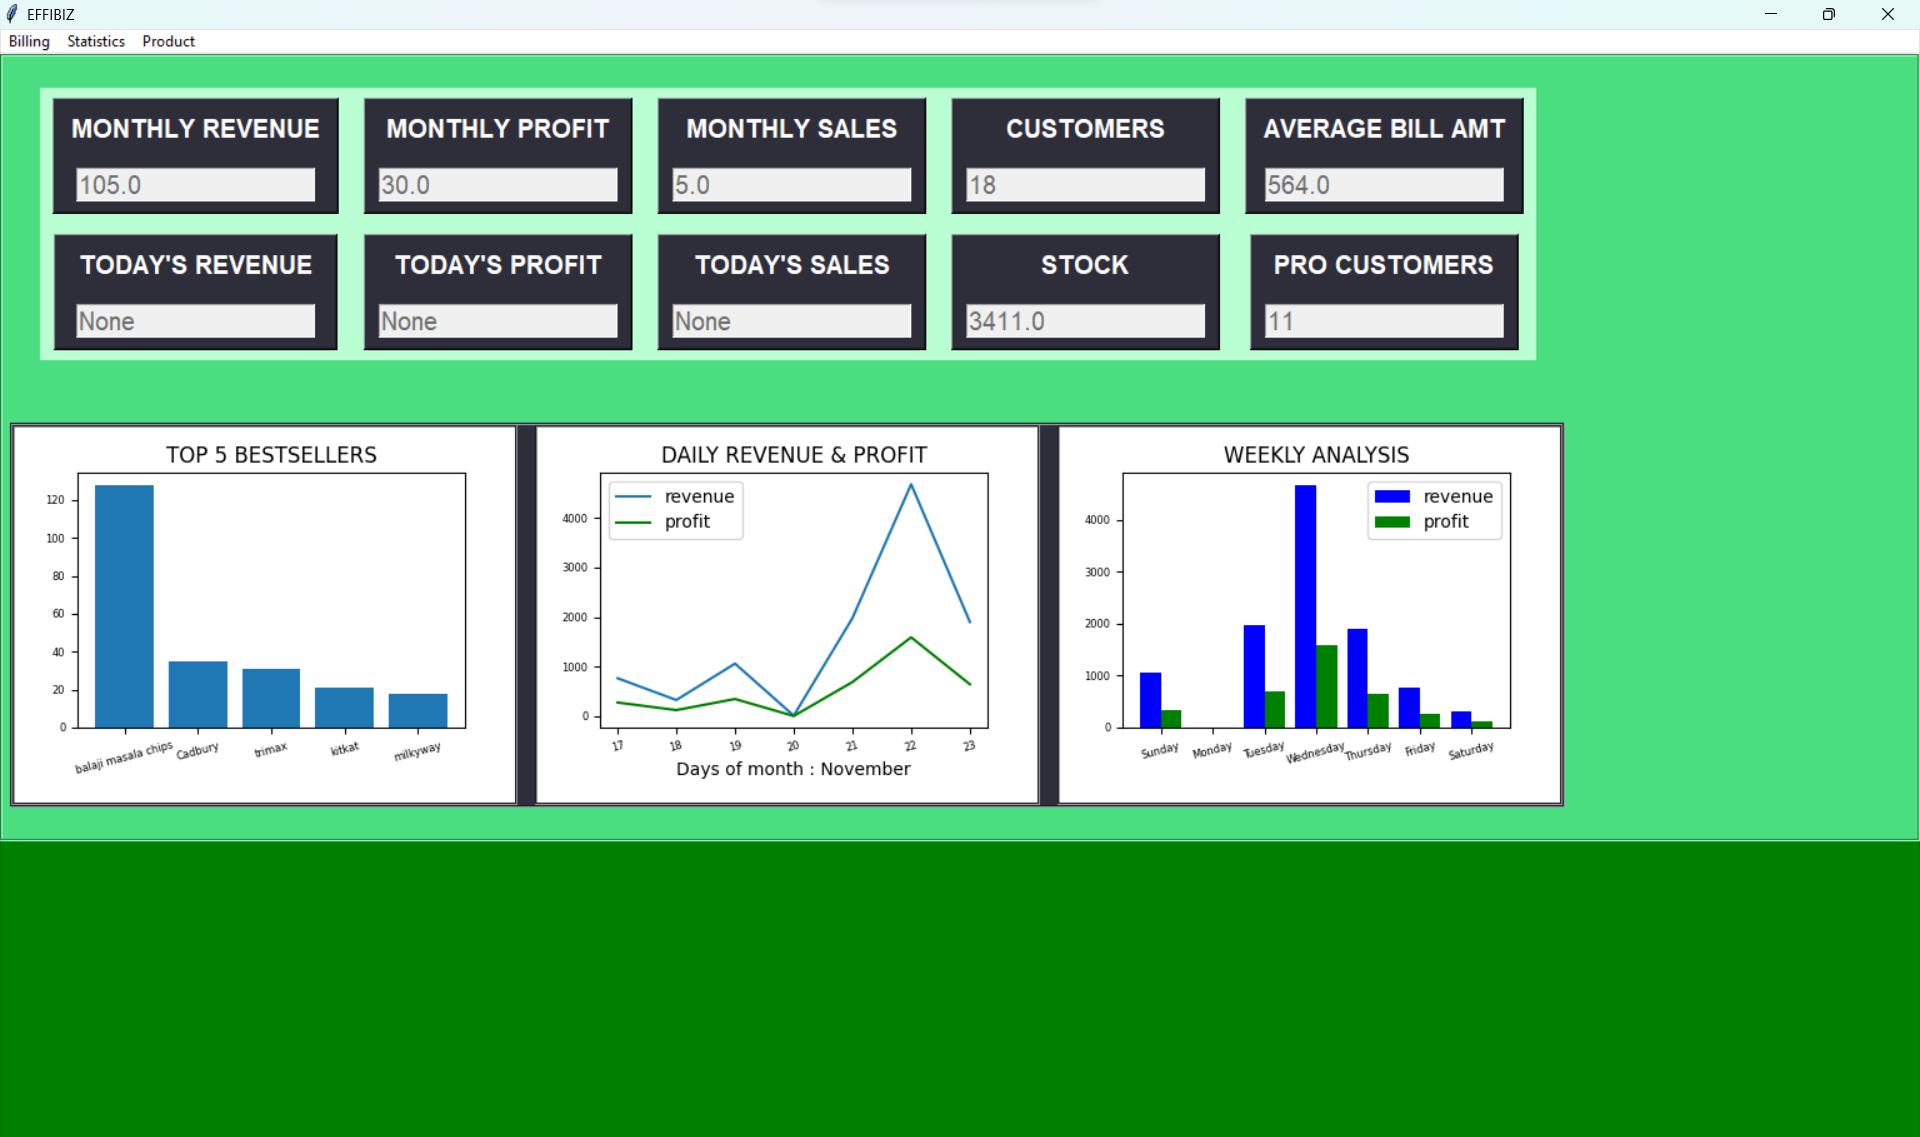 EFFIBIZ
Billing Statistics Product
MONTHLY REVENUE MONTHLY PROFIT MONTHLY SALES CUSTOMERS AVERAGE BILL AMT
105.0 30.0 5.0 18 564.0
TODAY'S REVENUE TODAY'S PROFIT TODAY'S SALES STOCK PRO CUSTOMERS
None None None 3411.0 11
TOP 5 BESTSELLERS
120
100
80
60
40
20
0
balaji masala chips Cadbury trimax kitkat milkyway
DAILY REVENUE & PROFIT
revenue
profit
4000
3000
2000
1000
0
17 18 19 20 21 22 23
Days of month : November
WEEKLY ANALYSIS
revenue
profit
4000
3000
2000
1000
0
Sunday Monday Tuesday Wednesday Thursday Friday Saturday